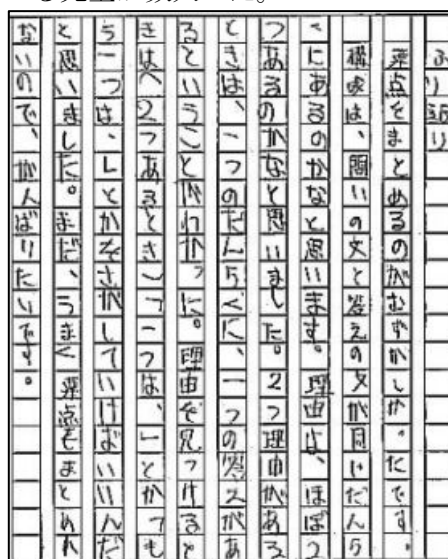 ふり返り
要点をまとめるのがむずかしかったです。
構成は、問いの文と答えの文が同じだんら
くにあるのかなと思います。理由は、ほぼ2
つあるのかなと思いました。2つ理由がある
ときは、一つのだんらくに、一つの答えがあ
るということがわかった。理由を見つけると
きは〈2つあるとき〉一つは、一とかっても
う一つは、しとかをさがしていけばいいんだ
と思いました。まだ、うまく要点をまとめれ
ないので、がんばりたいです。